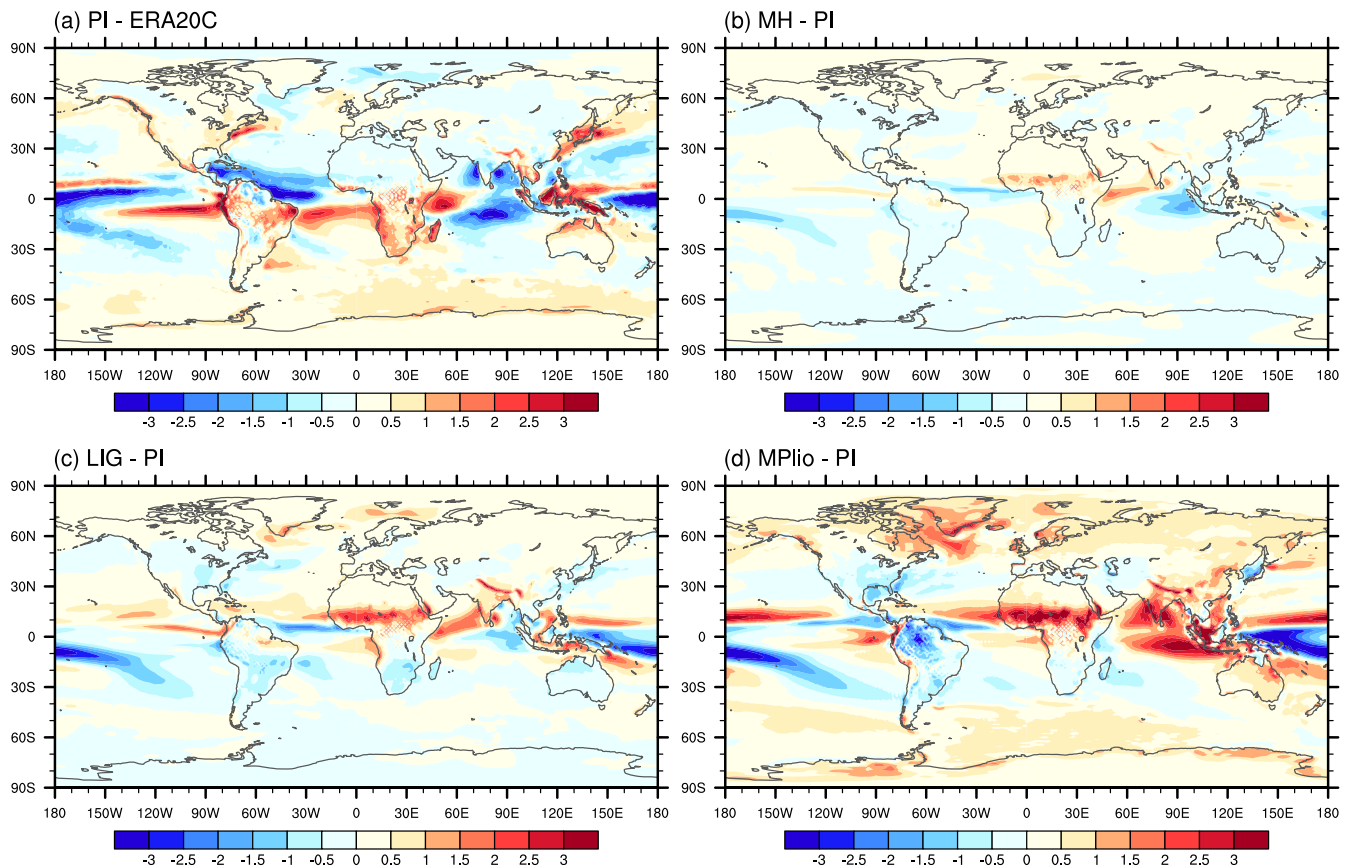 (a) PI - ERA20C
(b) MH - PI
90N 90N
60N 60N
30N 30N
0 0
30S 30S
60S 60S
90S 90S
180 150W 120W 90W 60W 30W 0 30E 60E 90E 120E 150E 180 180 150W 120W 90W 60W 30W 0 30E 60E 90E 120E 150E 180
-3 -2.5 -2 -1.5 -1 -0.5 0 0.5 1 1.5 2 2.5 3 -3 -2.5 -2 -1.5 -1 -0.5 0 0.5 1 1.5 2 2.5 3
(c) LIG - PI
(d) MPlio - PI
90N 90N
60N 60N
30N 30N
0 0
30S 30S
60S 60S
90S 90S
180 150W 120W 90W 60W 30W 0 30E 60E 90E 120E 150E 180 180 150W 120W 90W 60W 30W 0 30E 60E 90E 120E 150E 180
-3 -2.5 -2 -1.5 -1 -0.5 0 0.5 1 1.5 2 2.5 3 -3 -2.5 -2 -1.5 -1 -0.5 0 0.5 1 1.5 2 2.5 3